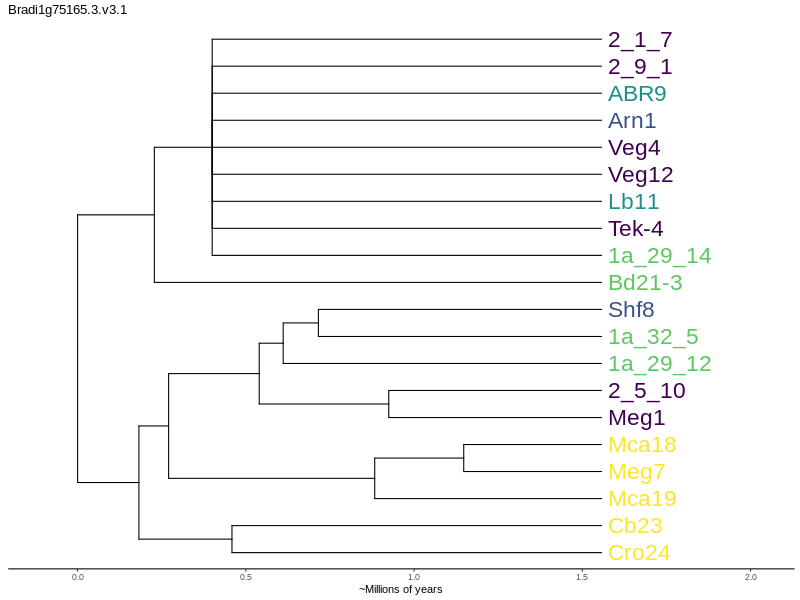 Bradi1g75165.3.v3.1
2_1_7
2_9_1
ABR9
Arn1
Veg4
Veg12
Lb11
Tek-4
1a_29_14
Bd21-3
Shf8
1a_32_5
1a_29_12
2_5_10
Meg1
Mca18
Meg7
Mca19
Cb23
Cro24
0.0 0.5 1.0 1.5 2.0
~Millions of years